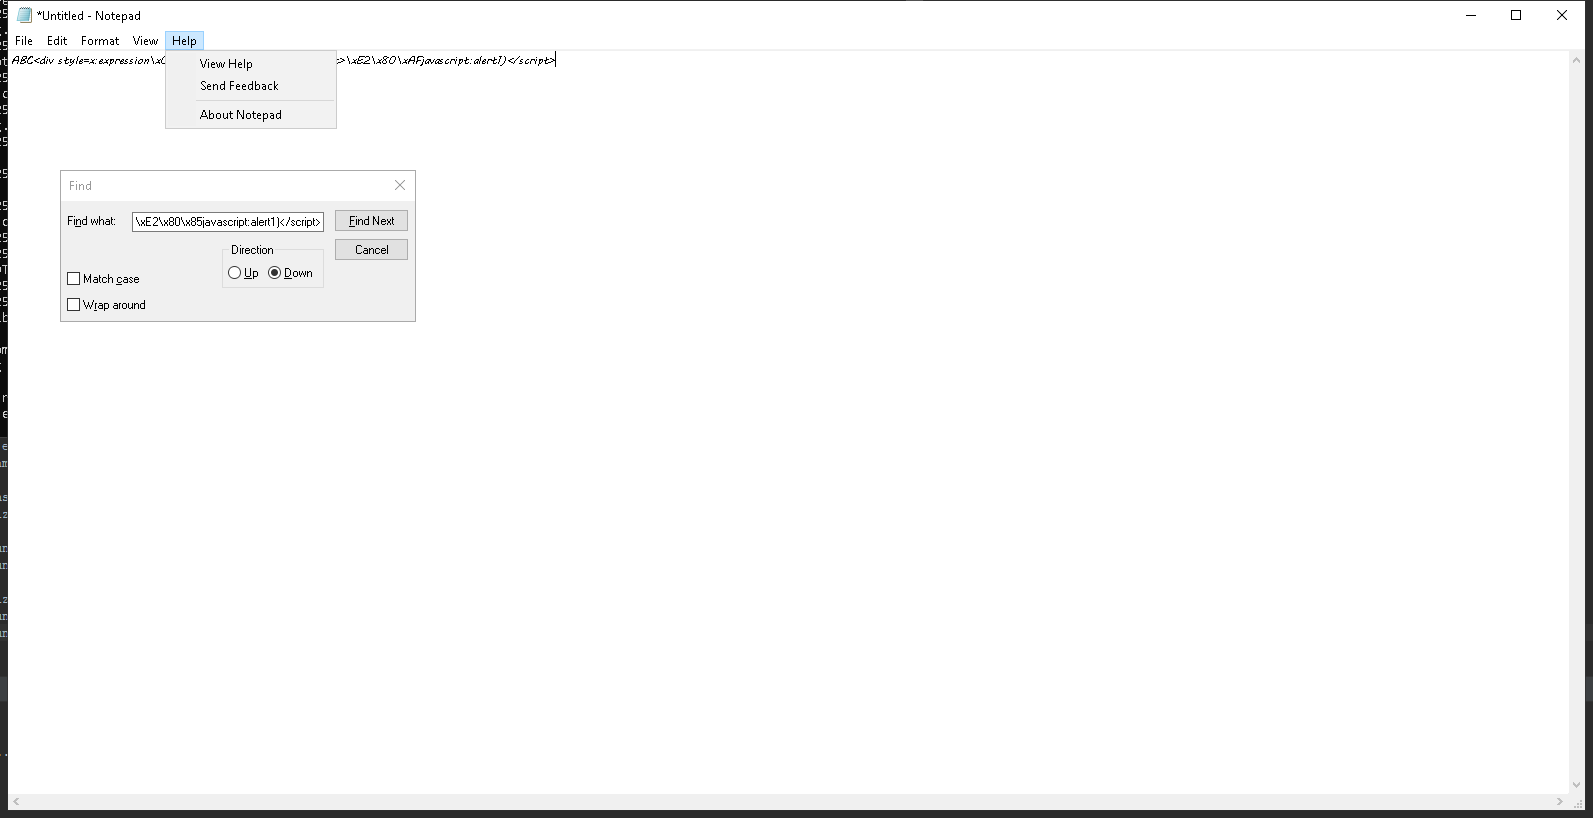 *Untitled - Notepad
File Edit Format View Help
ABC<div style=x:expression\x >\xE2\x80\xAFjavascript:alert1)</script>
View Help
Send Feedback
About Notepad
Find
Find what: \xE2\x80\x85javascript:alert1)</script> Find Next
Direction Cancel
Up Down
Match case
Wrap around